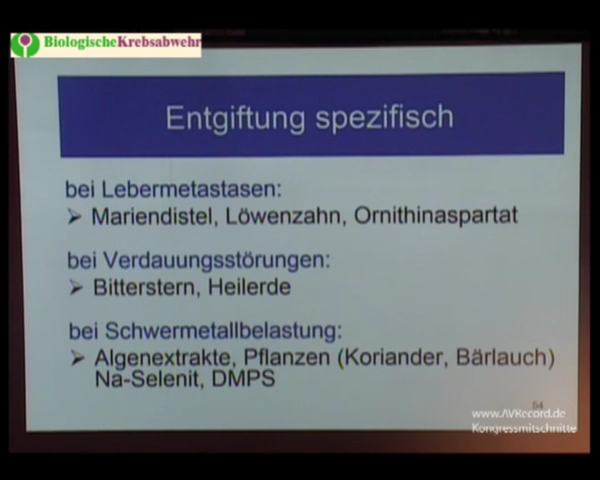 BiologischeKrebsabwehr
Entgiftung spezifisch
bei Lebermetastasen:
➢ Mariendistel, Löwenzahn, Ornithinaspartat
bei Verdauungsstörungen:
➢ Bitterstern, Heilerde
bei Schwermetallbelastung:
➢ Algenextrakte, Pflanzen (Koriander, Bärlauch)
Na-Selenit, DMPS
54
www.AVRecord.de
Kongressmitschnitte